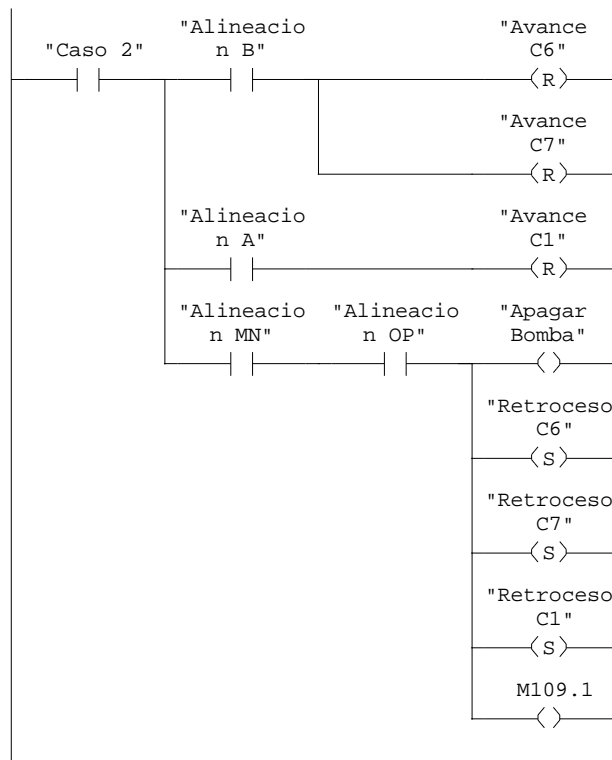 "Alineacio "Avance
"Caso 2" n B" C6"
(R)
"Avance
C7"
(R)
"Alineacio "Avance
n A" C1"
(R)
"Alineacio "Alineacio "Apagar
n MN" n OP" Bomba"
"Retroceso
C6"
(S)
"Retroceso
C7"
(S)
"Retroceso
C1"
(S)
M109.1